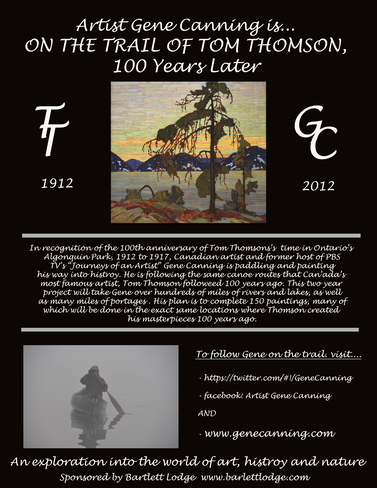 Artist Gene Canning is...
ON THE TRAIL OF TOM THOMSON,
100 Years Later
TT
GC
1912
2012
In recognition of the 100th anniversary of Tom Thomsons's time in Ontario's
Algonquin Park, 1912 to 1917, Canadian artist and former host of PBS
TV's "Journeys of an Artist" Gene Canning is paddling and painting
his way into histroy. He is following the same canoe routes that Can'ada's
most famous artist, Tom Thomson followeed 100 years ago. This two year
project will take Gene over hundreds of miles of rivers and lakes, as well
as many miles of portages . His plan is to complete 150 paintings, many of
which will be done in the exact same locations where Thomson created
his masterpieces 100 years ago.
To follow Gene on the trail. visit....
- https://twitter.com/#!/GeneCanning
- facebook: Artist Gene Canning
AND
- www.genecanning.com
An exploration into the world of art, histroy and nature
Sponsored by Bartlett Lodge www.barlettlodge.com